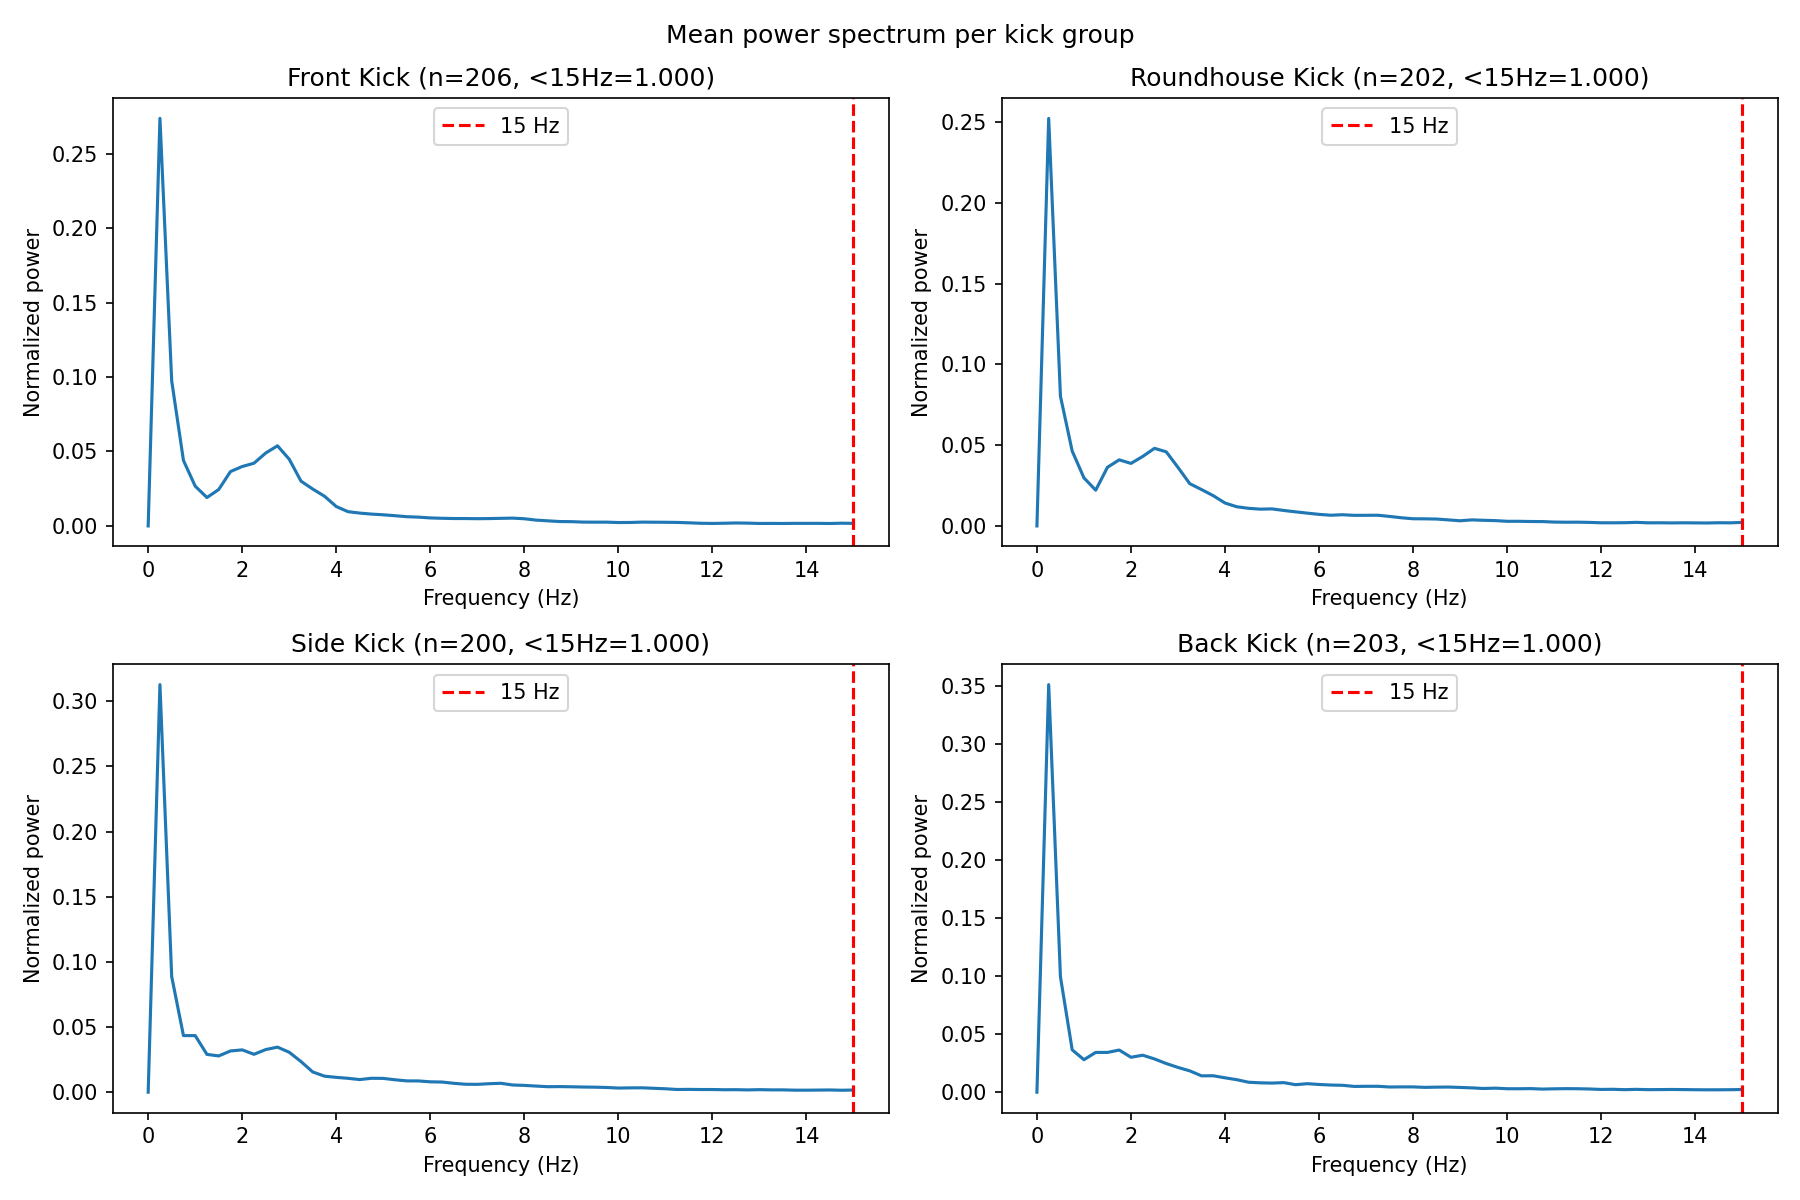 Mean power spectrum per kick group
Front Kick (n=206, <15Hz=1.000)
15 Hz
Normalized power
0.25
0.20
0.15
0.10
0.05
0.00
0 2 4 6 8 10 12 14
Frequency (Hz)
Roundhouse Kick (n=202, <15Hz=1.000)
15 Hz
Normalized power
0.25
0.20
0.15
0.10
0.05
0.00
0 2 4 6 8 10 12 14
Frequency (Hz)
Side Kick (n=200, <15Hz=1.000)
15 Hz
Normalized power
0.30
0.25
0.20
0.15
0.10
0.05
0.00
0 2 4 6 8 10 12 14
Frequency (Hz)
Back Kick (n=203, <15Hz=1.000)
15 Hz
Normalized power
0.35
0.30
0.25
0.20
0.15
0.10
0.05
0.00
0 2 4 6 8 10 12 14
Frequency (Hz)